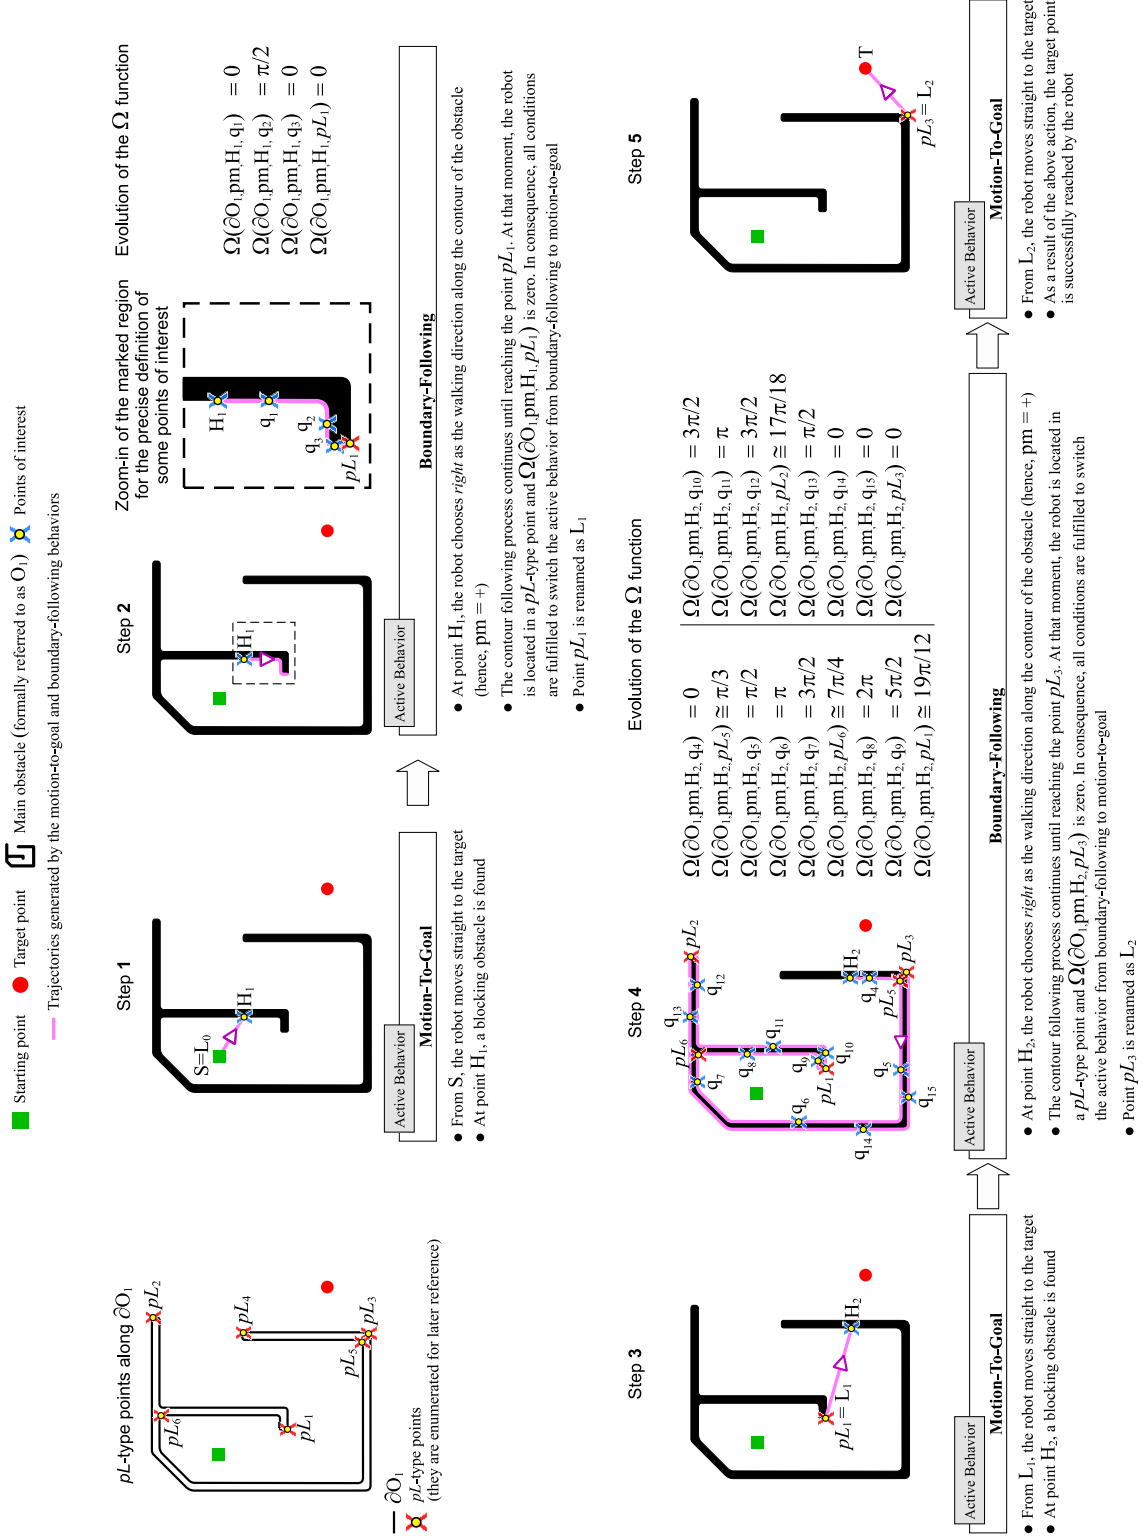 Starting point
Target point
Main obstacle (formally referred to as O₁)
Points of interest
Trajectories generated by the motion-to-goal and boundary-following behaviors
pL-type points along ∂O₁
pL₂
pL₄
pL₃
pL₅
pL₆
pL₁
∂O₁
pL-type points
(they are enumerated for later reference)
Step 1
S=L₀
H₁
Active Behavior
Motion-To-Goal
● From S, the robot moves straight to the target
● At point H₁, a blocking obstacle is found
Step 2
H₁
Zoom-in of the marked region
for the precise definition of
some points of interest
H₁
q₁
q₂
q₃
pL₁
Evolution of the Ω function
Ω(∂O₁,pm,H₁, q₁) = 0
Ω(∂O₁,pm,H₁, q₂) = π/2
Ω(∂O₁,pm,H₁, q₃) = 0
Ω(∂O₁,pm,H₁, pL₁) = 0
Active Behavior
Boundary-Following
● At point H₁, the robot chooses right as the walking direction along the contour of the obstacle
(hence, pm = +)
● The contour following process continues until reaching the point pL₁. At that moment, the robot
is located in a pL-type point and Ω(∂O₁,pm,H₁, pL₁) is zero. In consequence, all conditions
are fulfilled to switch the active behavior from boundary-following to motion-to-goal
● Point pL₁ is renamed as L₁
Step 3
pL₁= L₁
H₂
Active Behavior
Motion-To-Goal
● From L₁, the robot moves straight to the target
● At point H₂, a blocking obstacle is found
Step 4
pL₂
q₁₂
q₁₃
pL₆
q₇
q₈
q₁₁
q₉
q₁₀
pL₁
q₆
q₁₄
q₅
q₁₅
H₂
q₄
pL₅
pL₃
Evolution of the Ω function
Ω(∂O₁,pm,H₂, q₄) = 0
Ω(∂O₁,pm,H₂, pL₅) ≅ π/3
Ω(∂O₁,pm,H₂, q₅) = π/2
Ω(∂O₁,pm,H₂, q₆) = π
Ω(∂O₁,pm,H₂, q₇) = 3π/2
Ω(∂O₁,pm,H₂, pL₆) ≅ 7π/4
Ω(∂O₁,pm,H₂, q₈) = 2π
Ω(∂O₁,pm,H₂, q₉) = 5π/2
Ω(∂O₁,pm,H₂, pL₁) ≅ 19π/12
Ω(∂O₁,pm,H₂, q₁₀) = 3π/2
Ω(∂O₁,pm,H₂, q₁₁) = π
Ω(∂O₁,pm,H₂, q₁₂) = 3π/2
Ω(∂O₁,pm,H₂, pL₂) ≅ 17π/18
Ω(∂O₁,pm,H₂, q₁₃) = π/2
Ω(∂O₁,pm,H₂, q₁₄) = 0
Ω(∂O₁,pm,H₂, q₁₅) = 0
Ω(∂O₁,pm,H₂, pL₃) = 0
Active Behavior
Boundary-Following
● At point H₂, the robot chooses right as the walking direction along the contour of the obstacle (hence, pm = +)
● The contour following process continues until reaching the point pL₃. At that moment, the robot is located in
a pL-type point and Ω(∂O₁,pm,H₂, pL₃) is zero. In consequence, all conditions are fulfilled to switch
the active behavior from boundary-following to motion-to-goal
● Point pL₃ is renamed as L₂
Step 5
T
pL₃= L₂
Active Behavior
Motion-To-Goal
● From L₂, the robot moves straight to the target
● As a result of the above action, the target point
is successfully reached by the robot